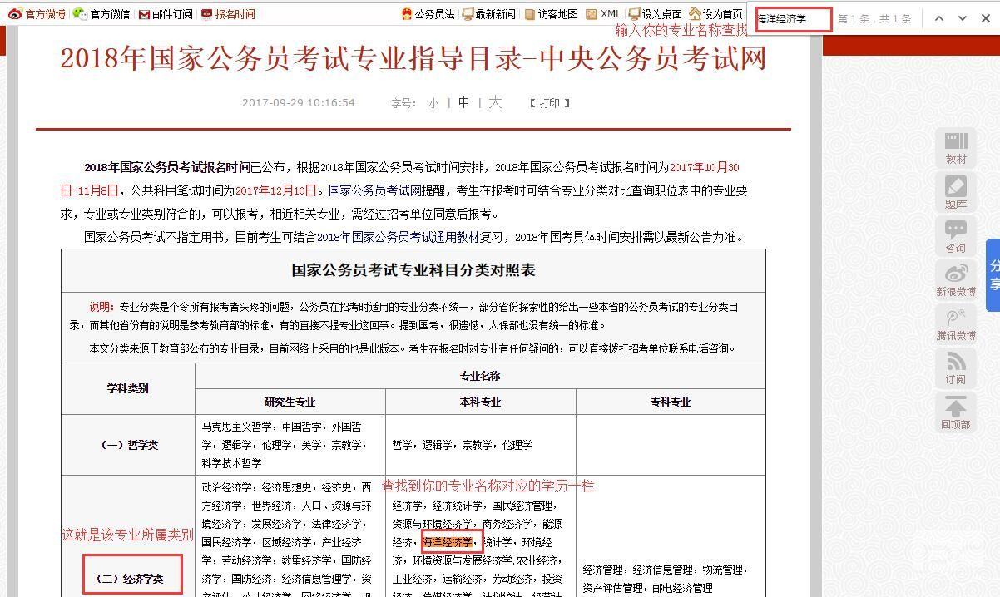 官方微博 官方微信 邮件订阅 报名时间 公务员法 最新新闻 访客地图 XML 设为桌面 设为首页
海洋经济学 第 1 条，共 1 条
输入你的专业名称查找
2018年国家公务员考试专业指导目录-中央公务员考试网
2017-09-29 10:16:54 字号： 小 | 中 | 大 【 打印 】
2018年国家公务员考试报名时间已公布，根据2018年国家公务员考试时间安排，2018年国家公务员考试报名时间为2017年10月30
日-11月8日，公共科目笔试时间为2017年12月10日。国家公务员考试网提醒，考生在报考时可结合专业分类对比查询职位表中的专业要
求，专业或专业类别符合的，可以报考，相近相关专业，需经过招考单位同意后报考。
国家公务员考试不指定用书，目前考生可结合2018年国家公务员考试通用教材复习，2018年国考具体时间安排需以最新公告为准。
国家公务员考试专业科目分类对照表
说明：专业分类是个令所有报考者头疼的问题，公务员在招考时适用的专业分类不统一，部分省份探索性的给出一些本省的公务员考试的专业分类目
录，而其他省份有的说明是参考教育部的标准，有的直接不提专业这回事。提到国考，很遗憾，人保部也没有统一的标准。
本文分类来源于教育部公布的专业目录，目前网络上采用的也是此版本。考生在报名时对专业有任何疑问的，可以直接拨打招考单位联系电话咨询。
学科类别
专业名称
研究生专业 本科专业 专科专业
（一）哲学类
马克思主义哲学，中国哲学，外国哲
学，逻辑学，伦理学，美学，宗教学，
科学技术哲学
哲学，逻辑学，宗教学，伦理学
这就是该专业所属类别
（二）经济学类
政治经济学，经济思想史，经济史，西
方经济学，世界经济，人口、资源与环
境经济学，发展经济学，法律经济学，
国民经济学，区域经济学，产业经济
学，劳动经济学，数量经济学，国防经
济学，国防经济，经济信息管理学，资
产评估，公共经济学，网络经济学，规
查找到你的专业名称对应的学历一栏
经济学，经济统计学，国民经济管理，
资源与环境经济学，商务经济学，能源
经济，海洋经济学，统计学，环境经
济，环境资源与发展经济学,农业经济，
工业经济，运输经济，劳动经济，投资
经济，传媒经济学，计划统计，经营计
经济管理，经济信息管理，物流管理，
资产评估管理，邮电经济管理
教材
题库
咨询
新浪微博
腾讯微博
订阅
回顶部
分
享